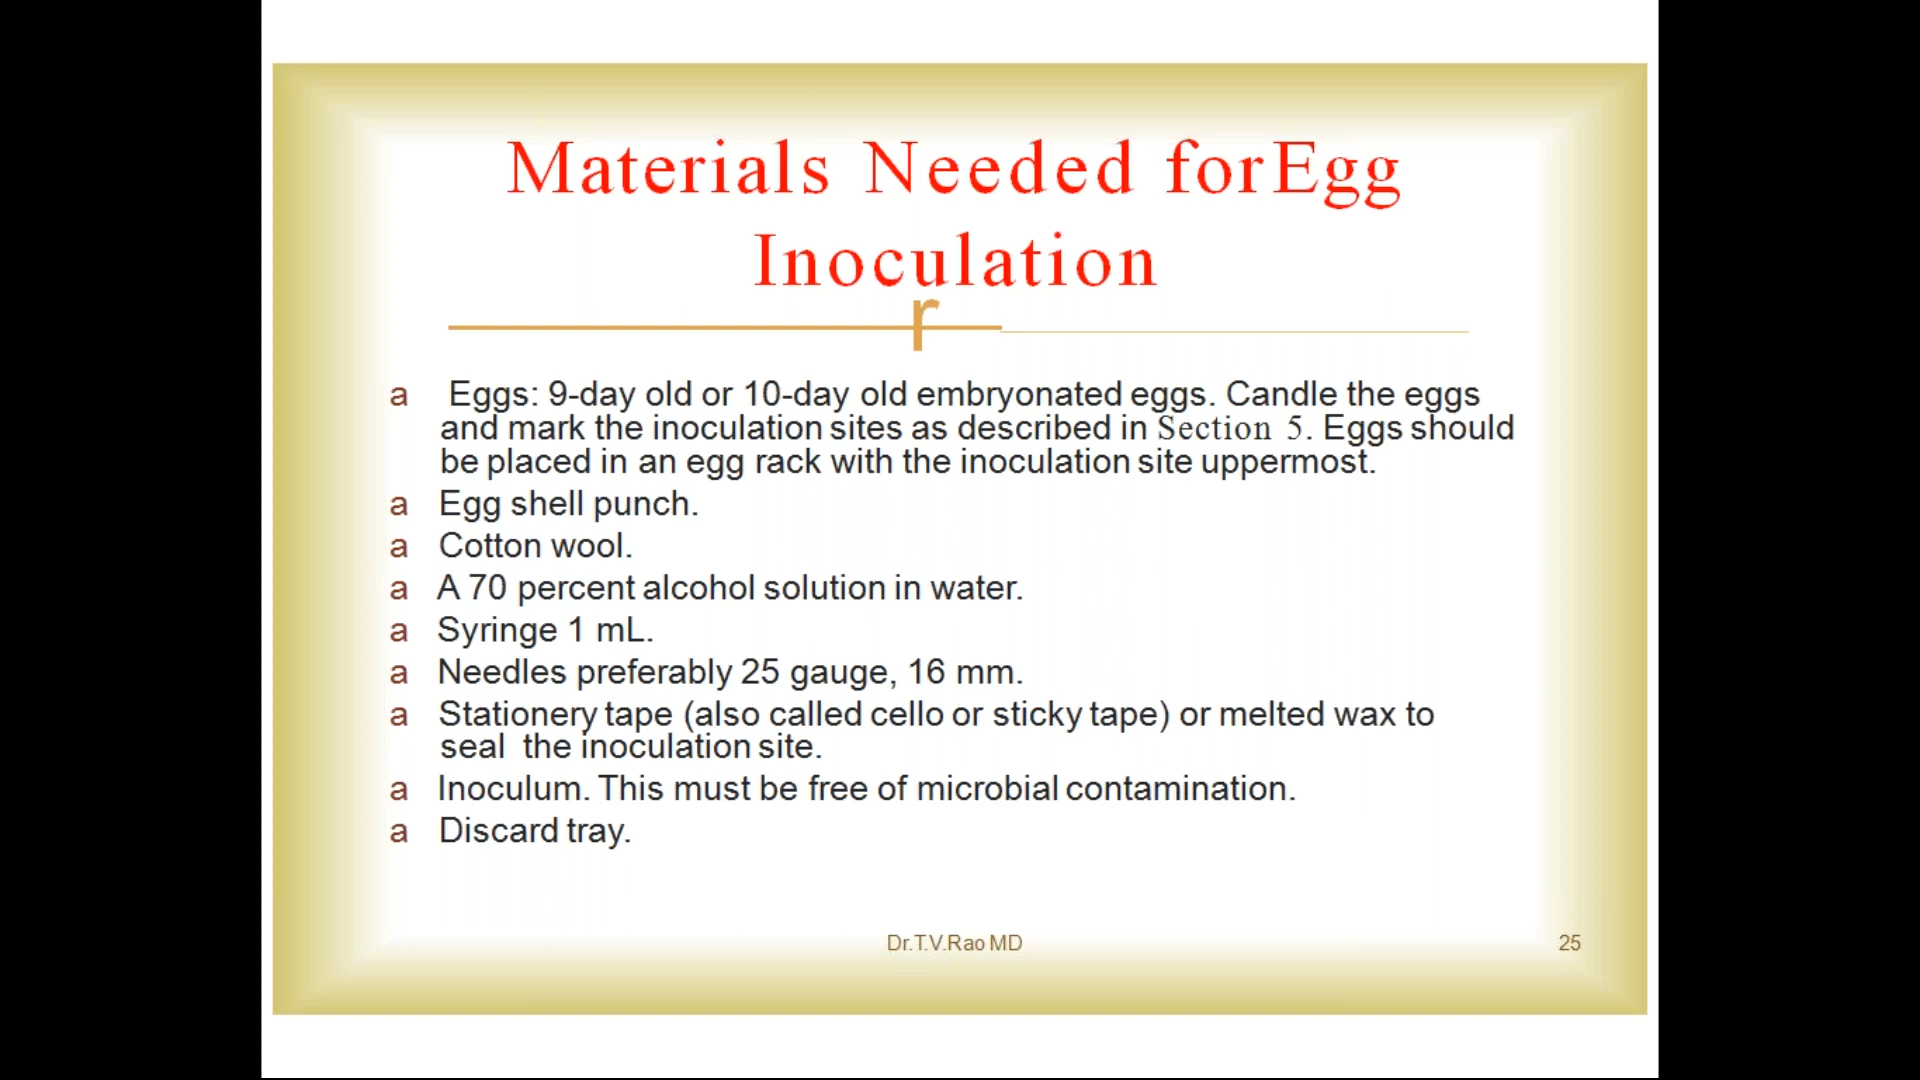 Materials Needed forEgg
Inoculation
r
a Eggs: 9-day old or 10-day old embryonated eggs. Candle the eggs
and mark the inoculation sites as described in Section 5. Eggs should
be placed in an egg rack with the inoculation site uppermost.
a Egg shell punch.
a Cotton wool.
a A 70 percent alcohol solution in water.
a Syringe 1 mL.
a Needles preferably 25 gauge, 16 mm.
a Stationery tape (also called cello or sticky tape) or melted wax to
seal the inoculation site.
a Inoculum. This must be free of microbial contamination.
a Discard tray.
Dr.T.V.Rao MD
25